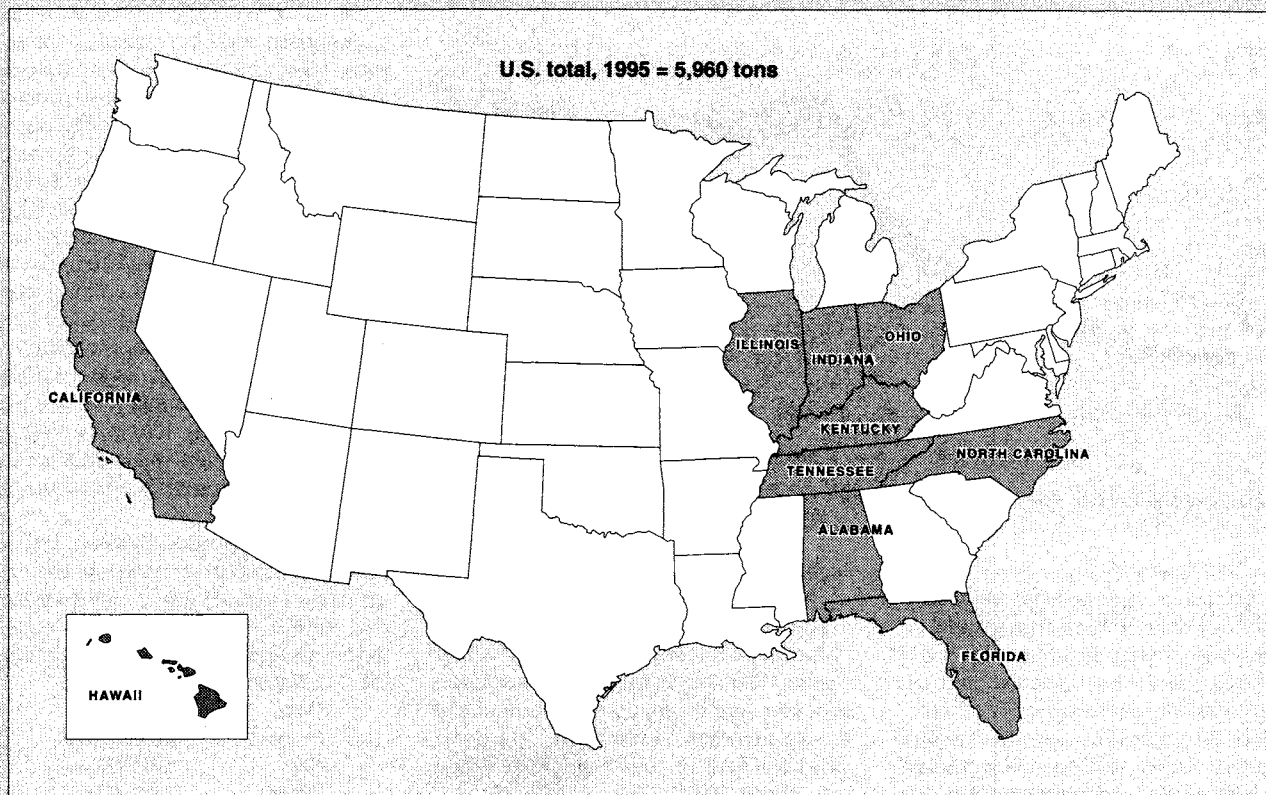 U.S. total, 1995 = 5,960 tons
ILLINOIS
INDIANA
OHIO
CALIFORNIA
KENTUCKY
NORTH CAROLINA
TENNESSEE
ALABAMA
FLORIDA
HAWAII